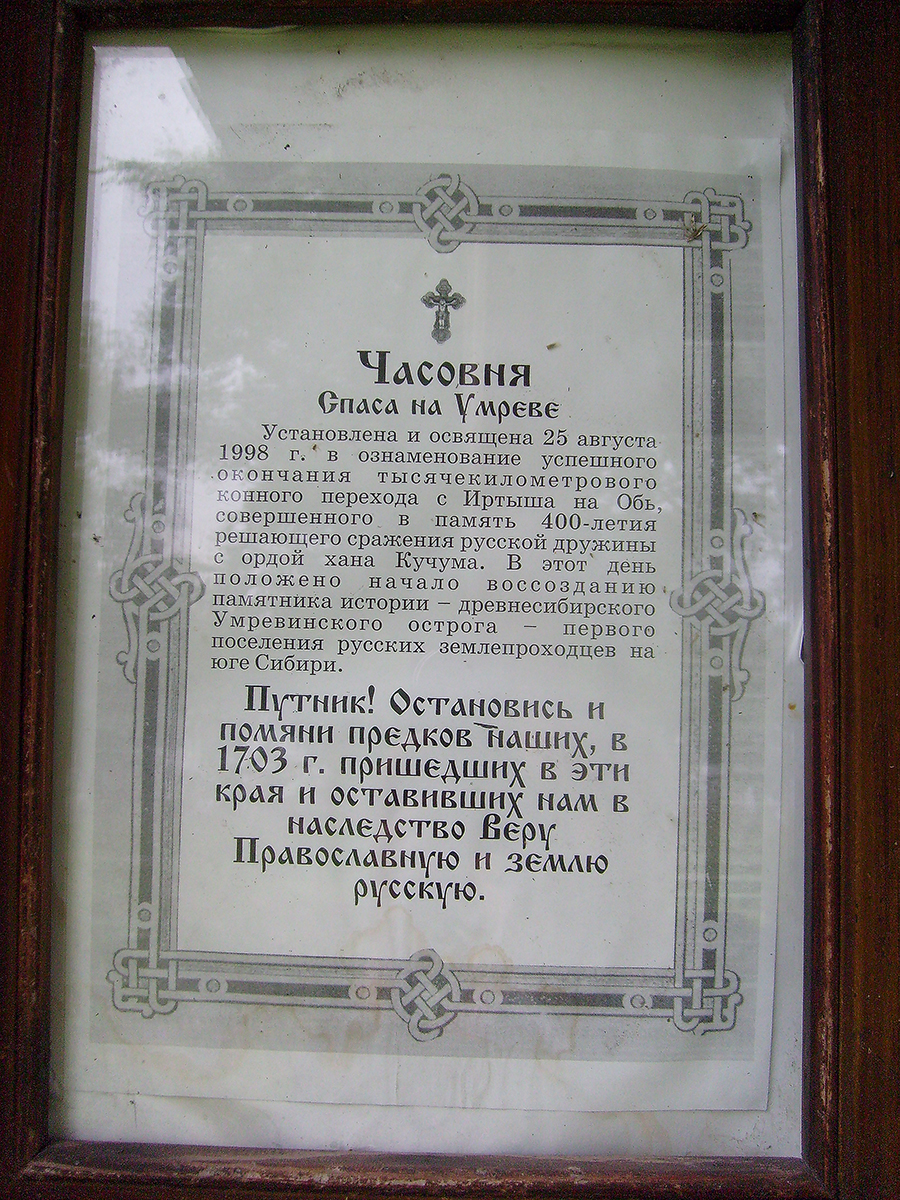 Часовня
Спаса на Умреве
Установлена и освящена 25 августа
1998 г. в ознаменование успешного
окончания тысячекилометрового
конного перехода с Иртыша на Обь,
совершенного в память 400-летия
решающего сражения русской дружины
с ордой хана Кучума. В этот день
положено начало воссозданию
памятника истории – древнесибирского
Умревинского острога – первого
поселения русских землепроходцев на
юге Сибири.
Путник! Остановись и
помяни предков наших, в
1703 г. пришедших в эти
края и оставивших нам в
наследство Веру
Православную и землю
русскую.